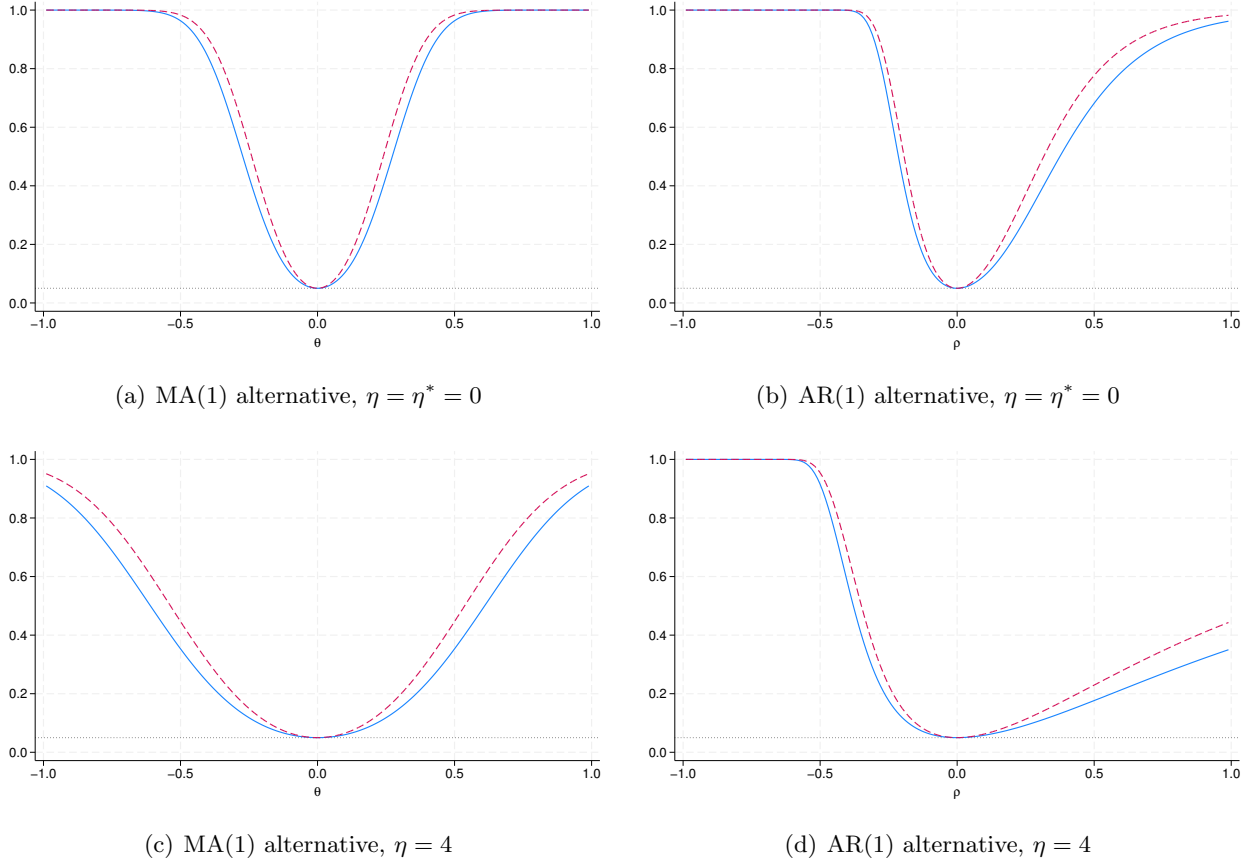 1.0
0.8
0.6
0.4
0.2
0.0
−1.0 −0.5 0.0 0.5 1.0
θ
(a) MA(1) alternative, η = η* = 0
1.0
0.8
0.6
0.4
0.2
0.0
−1.0 −0.5 0.0 0.5 1.0
ρ
(b) AR(1) alternative, η = η* = 0
1.0
0.8
0.6
0.4
0.2
0.0
−1.0 −0.5 0.0 0.5 1.0
θ
(c) MA(1) alternative, η = 4
1.0
0.8
0.6
0.4
0.2
0.0
−1.0 −0.5 0.0 0.5 1.0
ρ
(d) AR(1) alternative, η = 4